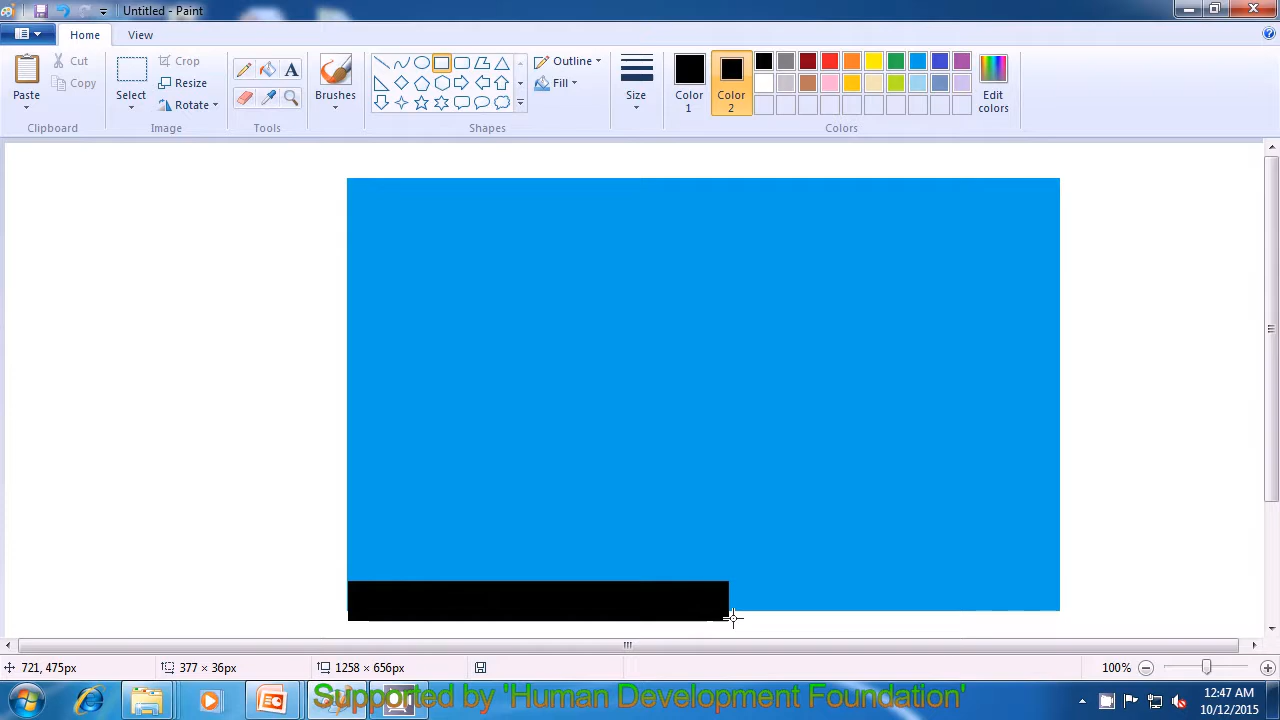 Untitled - Paint
Home
View
Paste
Cut
Copy
Clipboard
Select
Crop
Resize
Rotate
Image
Tools
Brushes
Shapes
Outline
Fill
Size
Color 1
Color 2
Edit colors
Colors
721, 475px
377 × 36px
1258 × 656px
100%
Supported by 'Human Development Foundation'
12:47 AM
10/12/2015